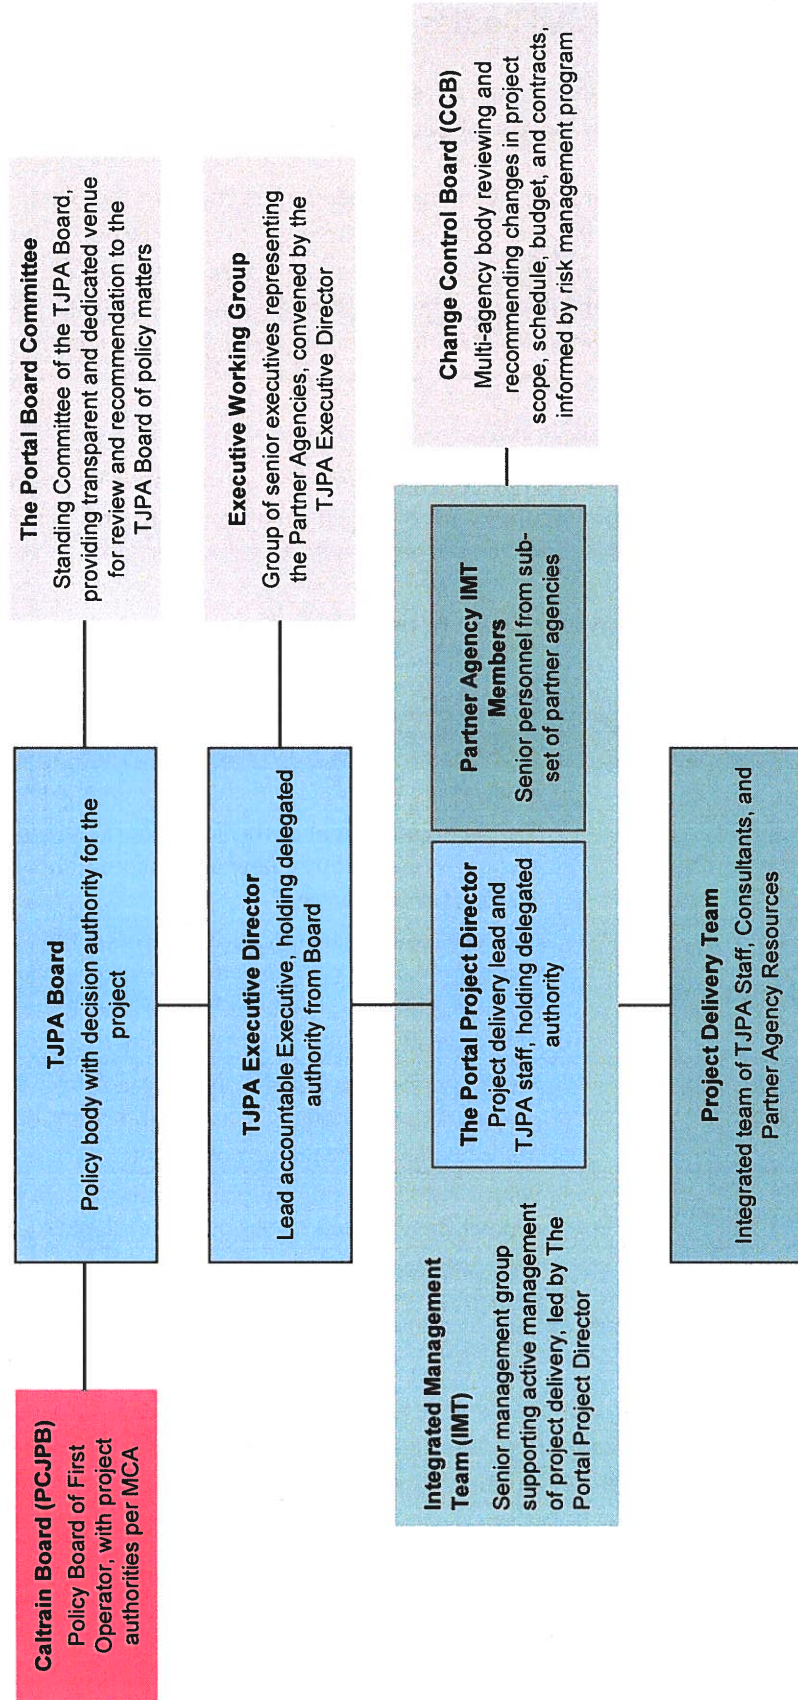 Caltrain Board (PCJPB)
Policy Board of First
Operator, with project
authorities per MCA
TJPA Board
Policy body with decision authority for the
project
The Portal Board Committee
Standing Committee of the TJPA Board,
providing transparent and dedicated venue
for review and recommendation to the
TJPA Board of policy matters
TJPA Executive Director
Lead accountable Executive, holding delegated
authority from Board
Executive Working Group
Group of senior executives representing
the Partner Agencies, convened by the
TJPA Executive Director
Integrated Management
Team (IMT)
Senior management group
supporting active management
of project delivery, led by The
Portal Project Director
The Portal Project Director
Project delivery lead and
TJPA staff, holding delegated
authority
Partner Agency IMT
Members
Senior personnel from sub-
set of partner agencies
Change Control Board (CCB)
Multi-agency body reviewing and
recommending changes in project
scope, schedule, budget, and contracts,
informed by risk management program
Project Delivery Team
Integrated team of TJPA Staff, Consultants, and
Partner Agency Resources